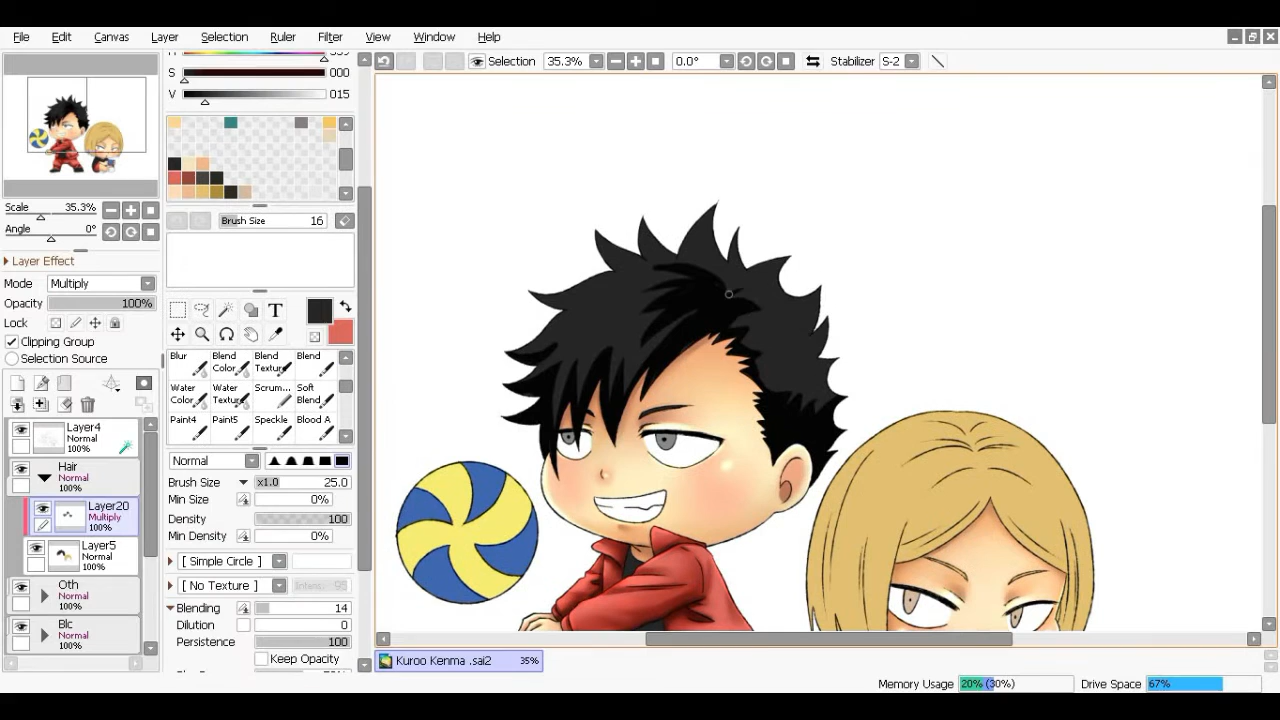 File Edit Canvas Layer Selection Ruler Filter View Window Help
Selection 35.3% 0.0° Stabilizer S-2
S 000
V 015
Scale 35.3%
Angle 0°
Layer Effect
Mode Multiply
Opacity 100%
Lock
Clipping Group
Selection Source
Layer4
Normal
100%
Hair
Normal
100%
Layer20
Multiply
100%
Layer5
Normal
100%
Oth
Normal
100%
Blc
Normal
100%
Brush Size 16
T
Blur Blend Color Blend Texture Blend
Water Color Water Texture Scrum... Soft Blend
Paint4 Paint5 Speckle Blood A
Normal
Brush Size x1.0 25.0
Min Size 0%
Density 100
Min Density 0%
[ Simple Circle ]
[ No Texture ] Intens. 95
Blending 14
Dilution 0
Persistence 100
Keep Opacity
Kuroo Kenma .sai2 35%
Memory Usage 20% (30%) Drive Space 67%